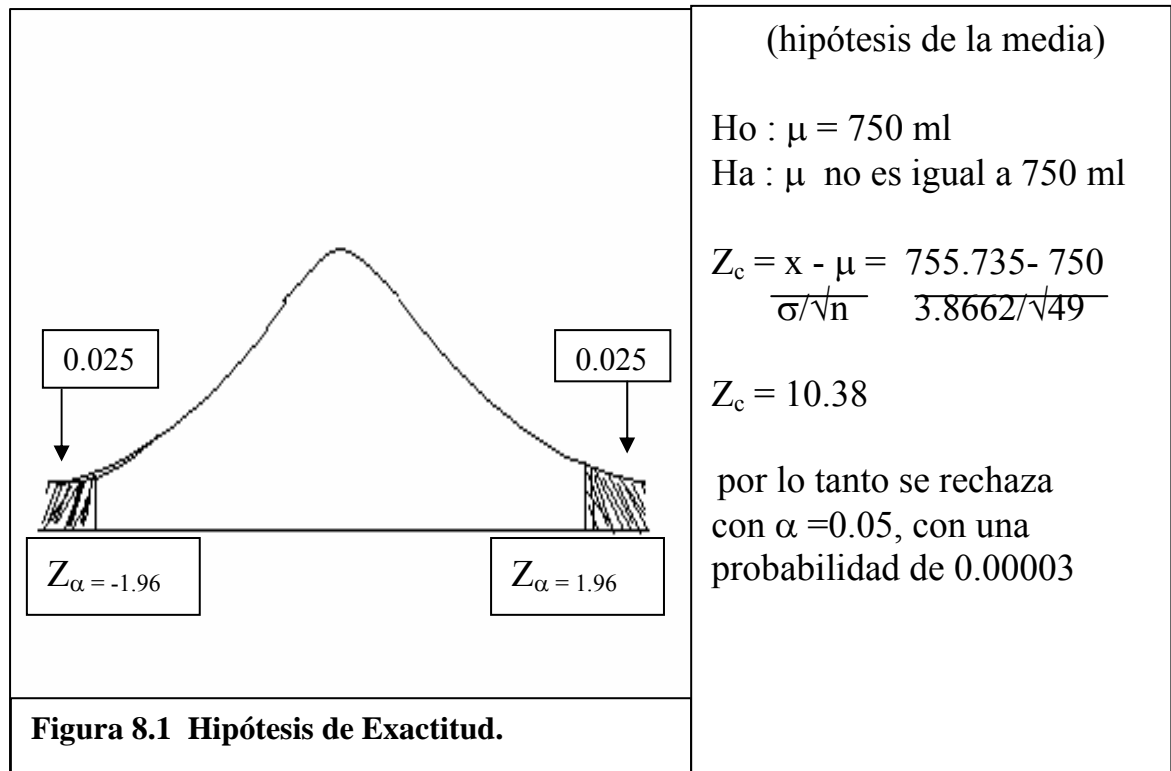 0.025
0.025
Zα = -1.96
Zα = 1.96
Figura 8.1 Hipótesis de Exactitud.
(hipótesis de la media)
Ho : μ = 750 ml
Ha : μ no es igual a 750 ml
Zc = x - μ = 755.735- 750
σ/√n 3.8662/√49
Zc = 10.38
por lo tanto se rechaza
con α =0.05, con una
probabilidad de 0.00003